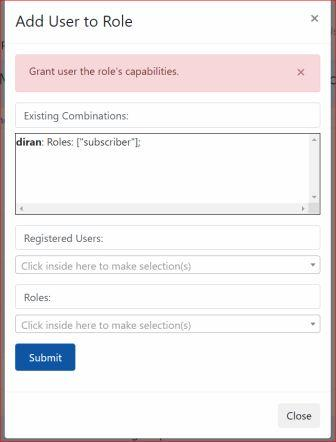 Add User to Role ×
Grant user the role's capabilities. ×
Existing Combinations:
diran: Roles: ["subscriber"];
Registered Users:
Click inside here to make selection(s)
Roles:
Click inside here to make selection(s)
Submit
Close